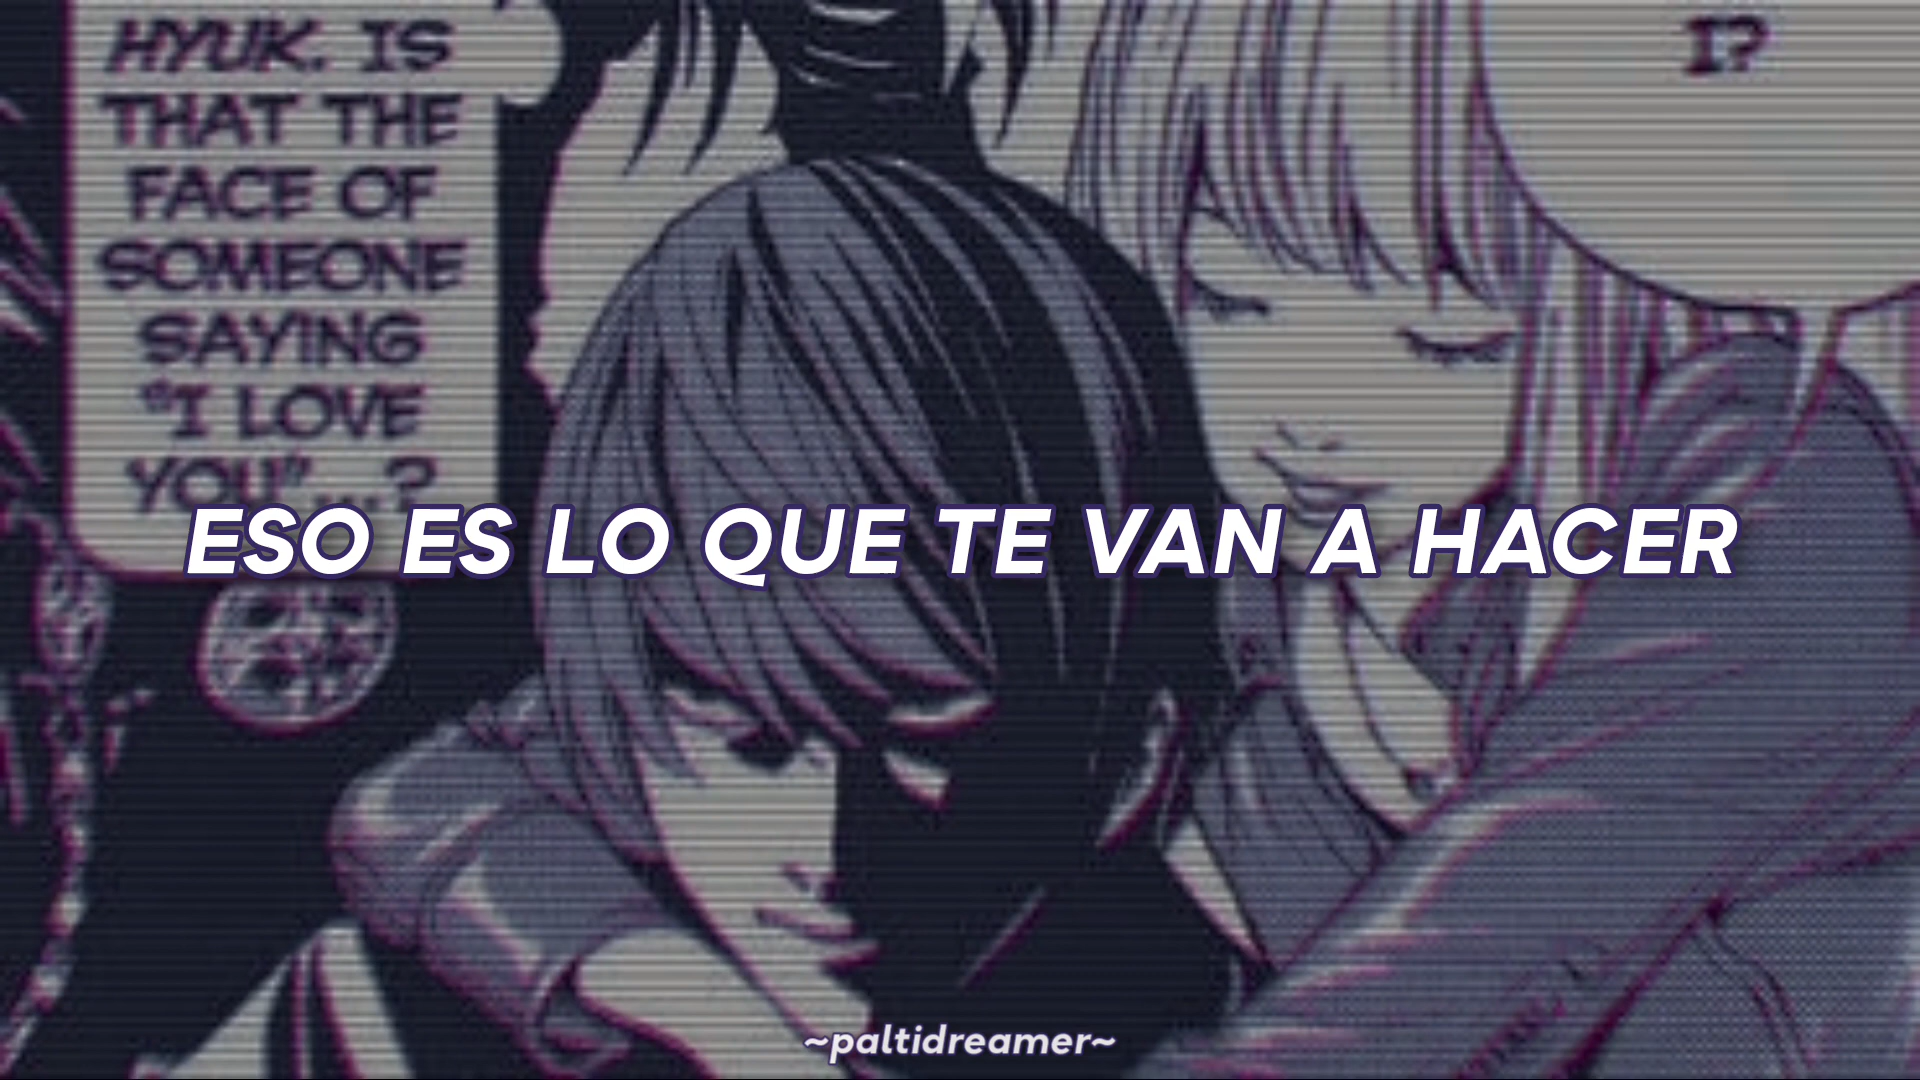 HYUK. IS
THAT THE
FACE OF
SOMEONE
SAYING
"I LOVE
YOU"...?
I?
ESO ES LO QUE TE VAN A HACER
~paltidreamer~